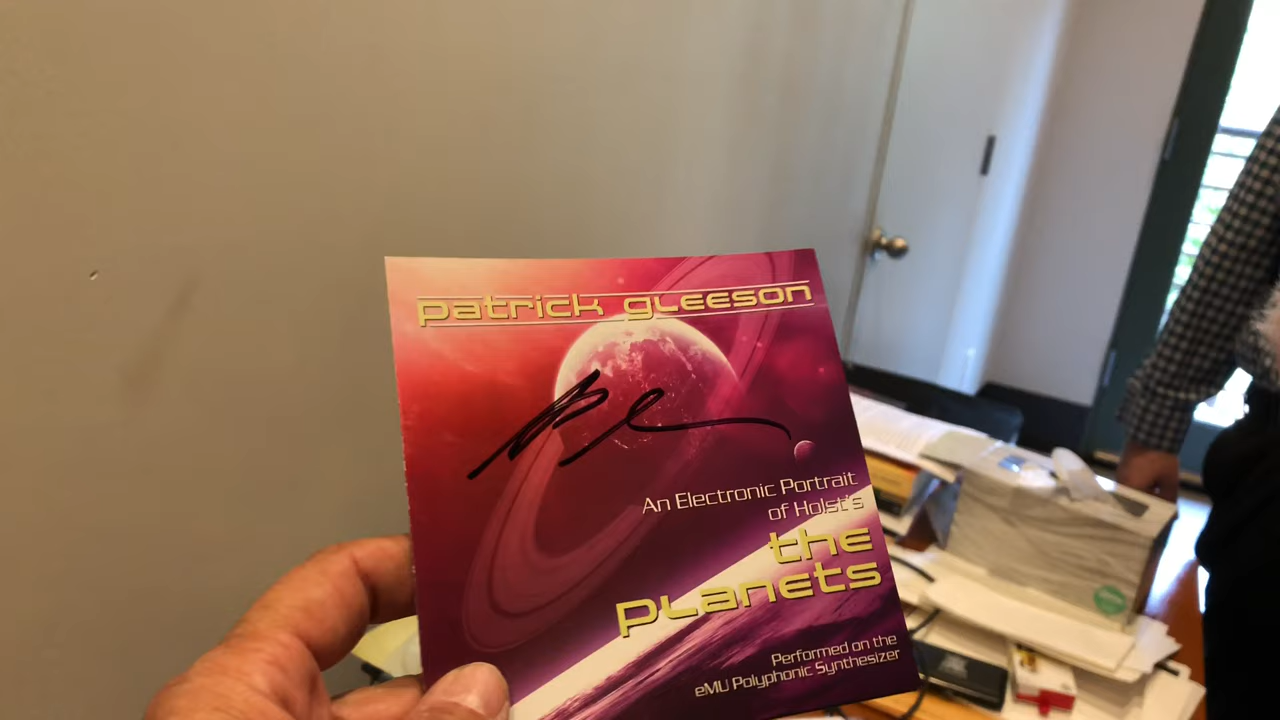 patrick gleeson
An Electronic Portrait
of Holst's
the
planets
Performed on the
eMU Polyphonic Synthesizer